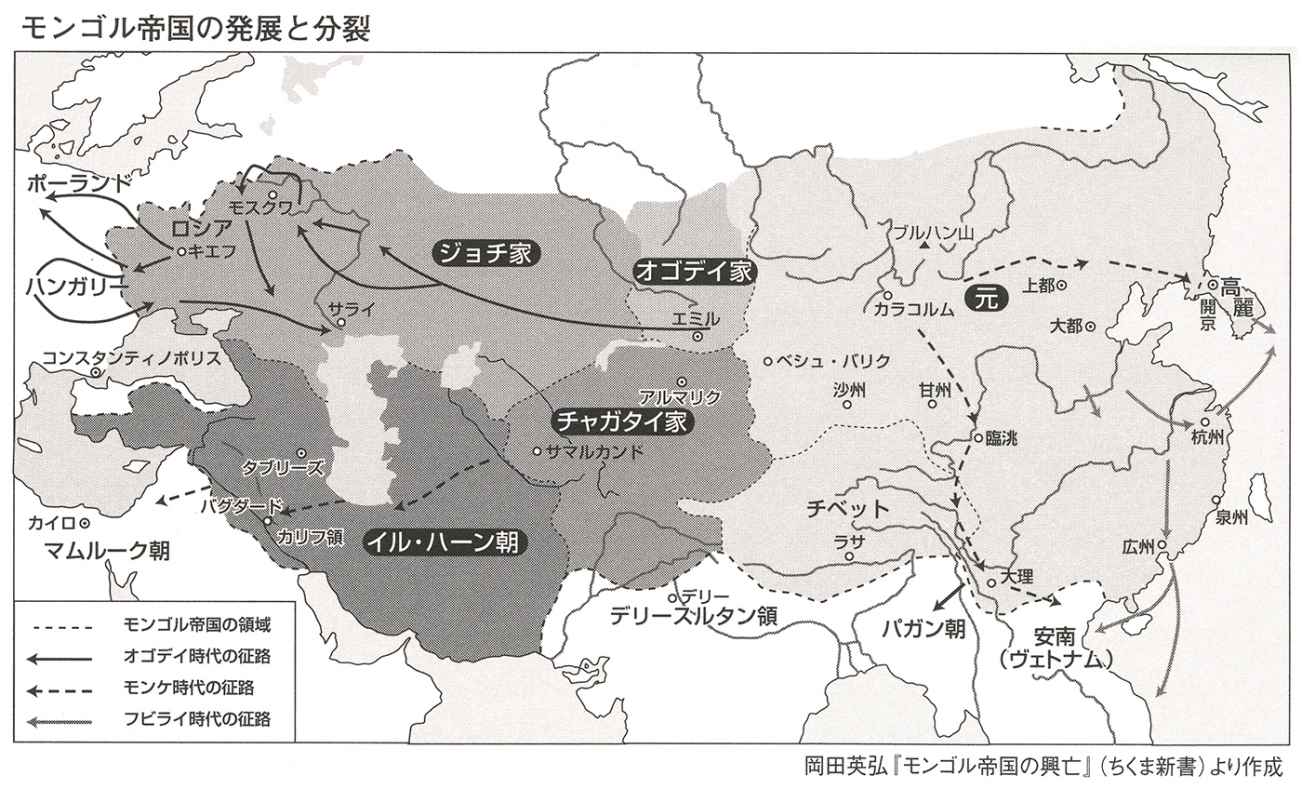 モンゴル帝国の発展と分裂
ポーランド
モスクワ
ロシア
キエフ
ハンガリー
サライ
コンスタンティノポリス
ジョチ家
オゴデイ家
エミル
ブルハン山
カラコルム
元
上都
大都
高麗
開京
ベシュ・バリク
沙州
甘州
アルマリク
チャガタイ家
サマルカンド
臨洮
杭州
タブリーズ
バグダード
カリフ領
イル・ハーン朝
カイロ
マムルーク朝
チベット
ラサ
泉州
広州
大理
デリー
デリースルタン領
パガン朝
安南
(ヴェトナム)
モンゴル帝国の領域
オゴデイ時代の征路
モンケ時代の征路
フビライ時代の征路
岡田英弘『モンゴル帝国の興亡』(ちくま新書)より作成